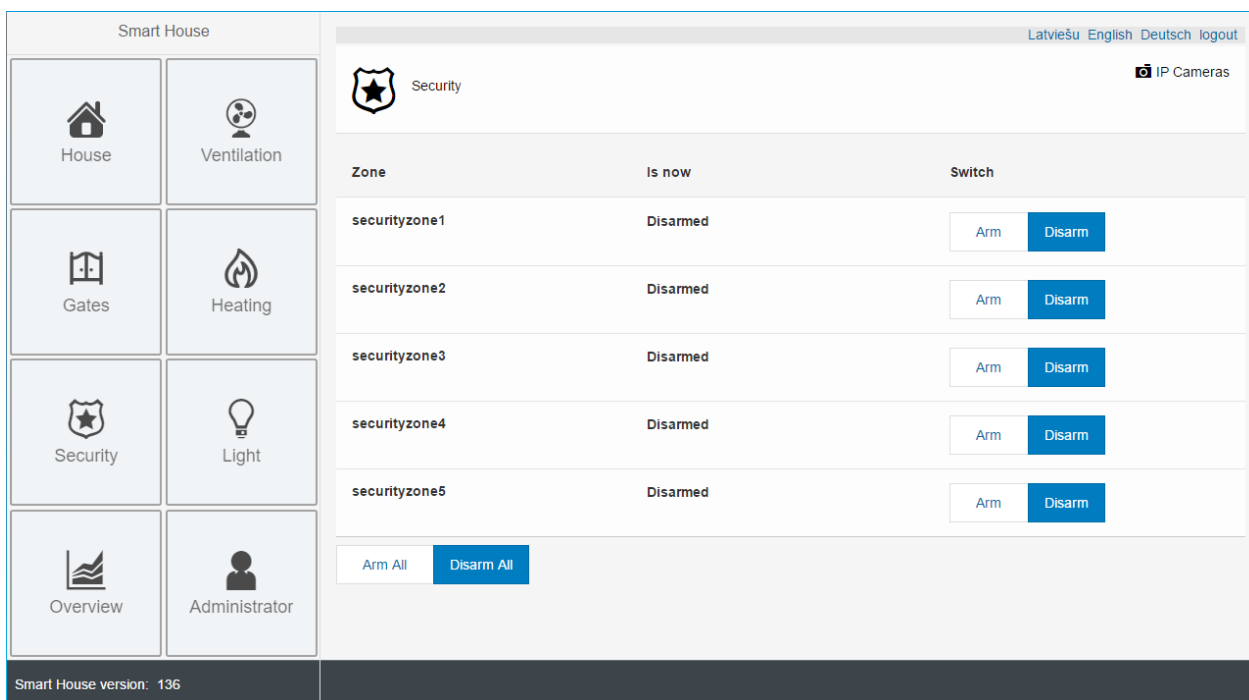 Smart House
House
Ventilation
Gates
Heating
Security
Light
Overview
Administrator
Smart House version: 136
Latviešu English Deutsch logout
Security
IP Cameras
Zone Is now Switch
securityzone1 Disarmed Arm Disarm
securityzone2 Disarmed Arm Disarm
securityzone3 Disarmed Arm Disarm
securityzone4 Disarmed Arm Disarm
securityzone5 Disarmed Arm Disarm
Arm All Disarm All